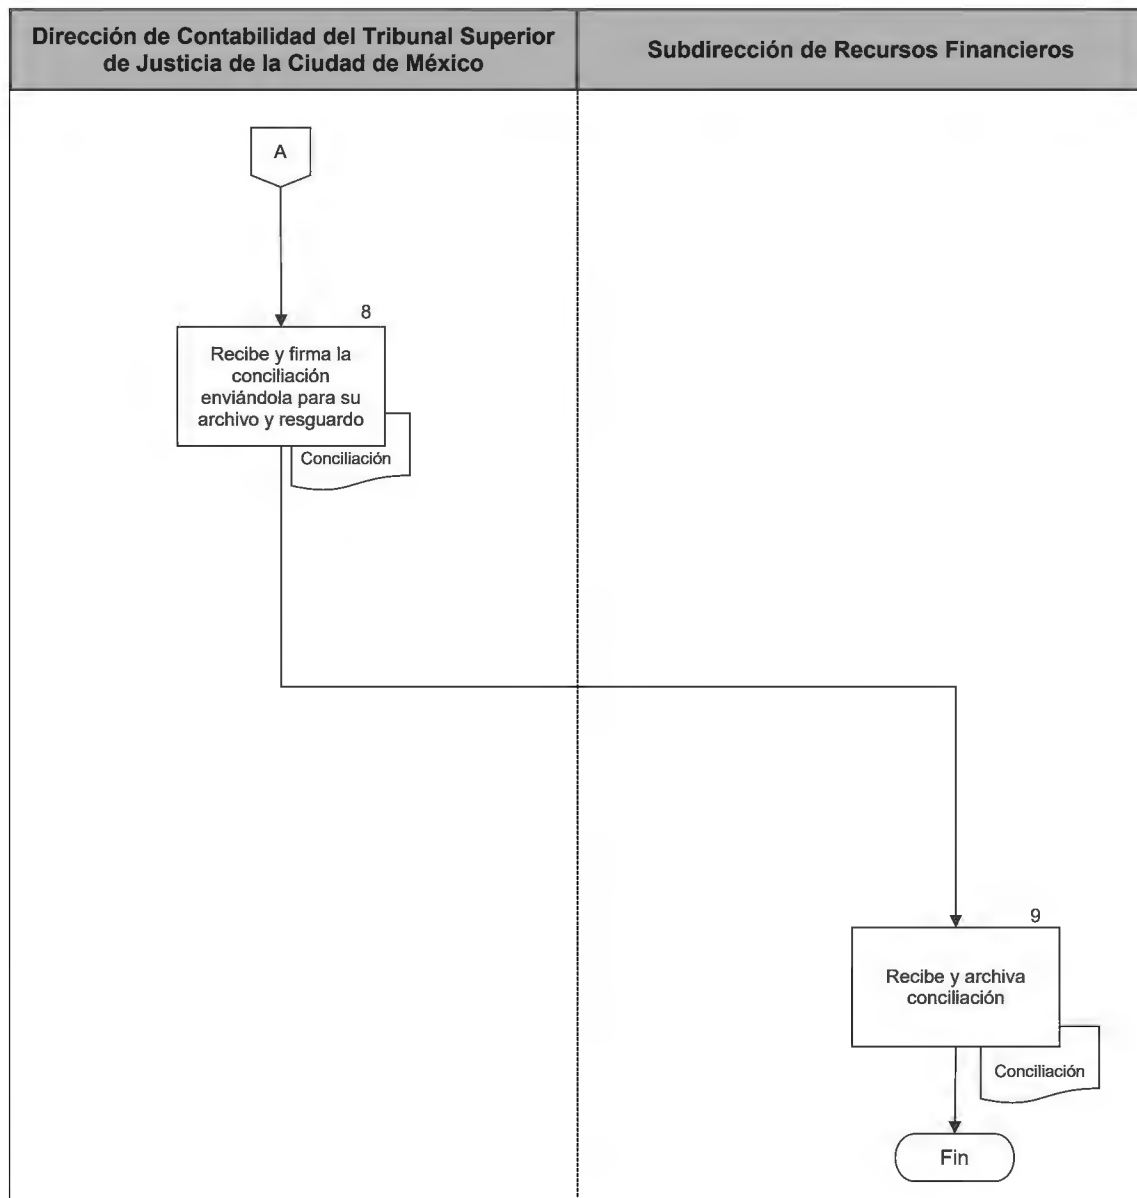 Dirección de Contabilidad del Tribunal Superior
de Justicia de la Ciudad de México
Subdirección de Recursos Financieros
A
8
Recibe y firma la
conciliación
enviándola para su
archivo y resguardo
Conciliación
9
Recibe y archiva
conciliación
Conciliación
Fin